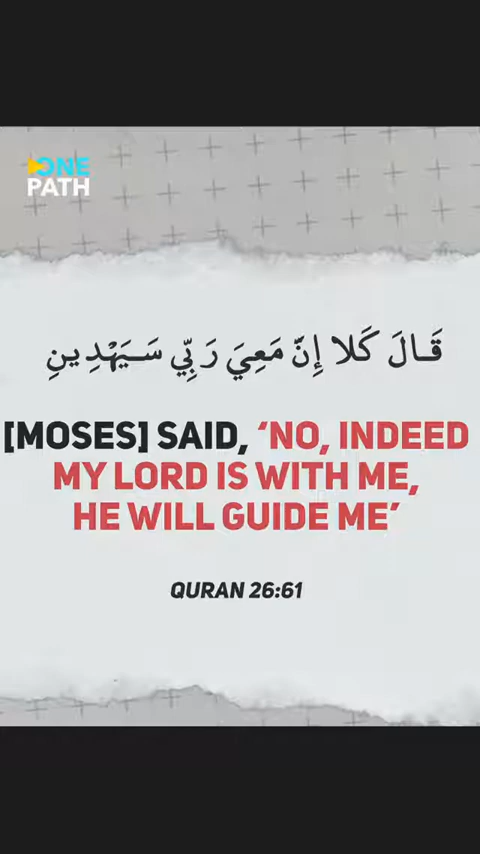 ONE
PATH
قَالَ كَلا إِنَّ مَعِيَ رَبِّي سَيَهْدِينِ
[MOSES] SAID, ‘NO, INDEED
MY LORD IS WITH ME,
HE WILL GUIDE ME’
QURAN 26:61